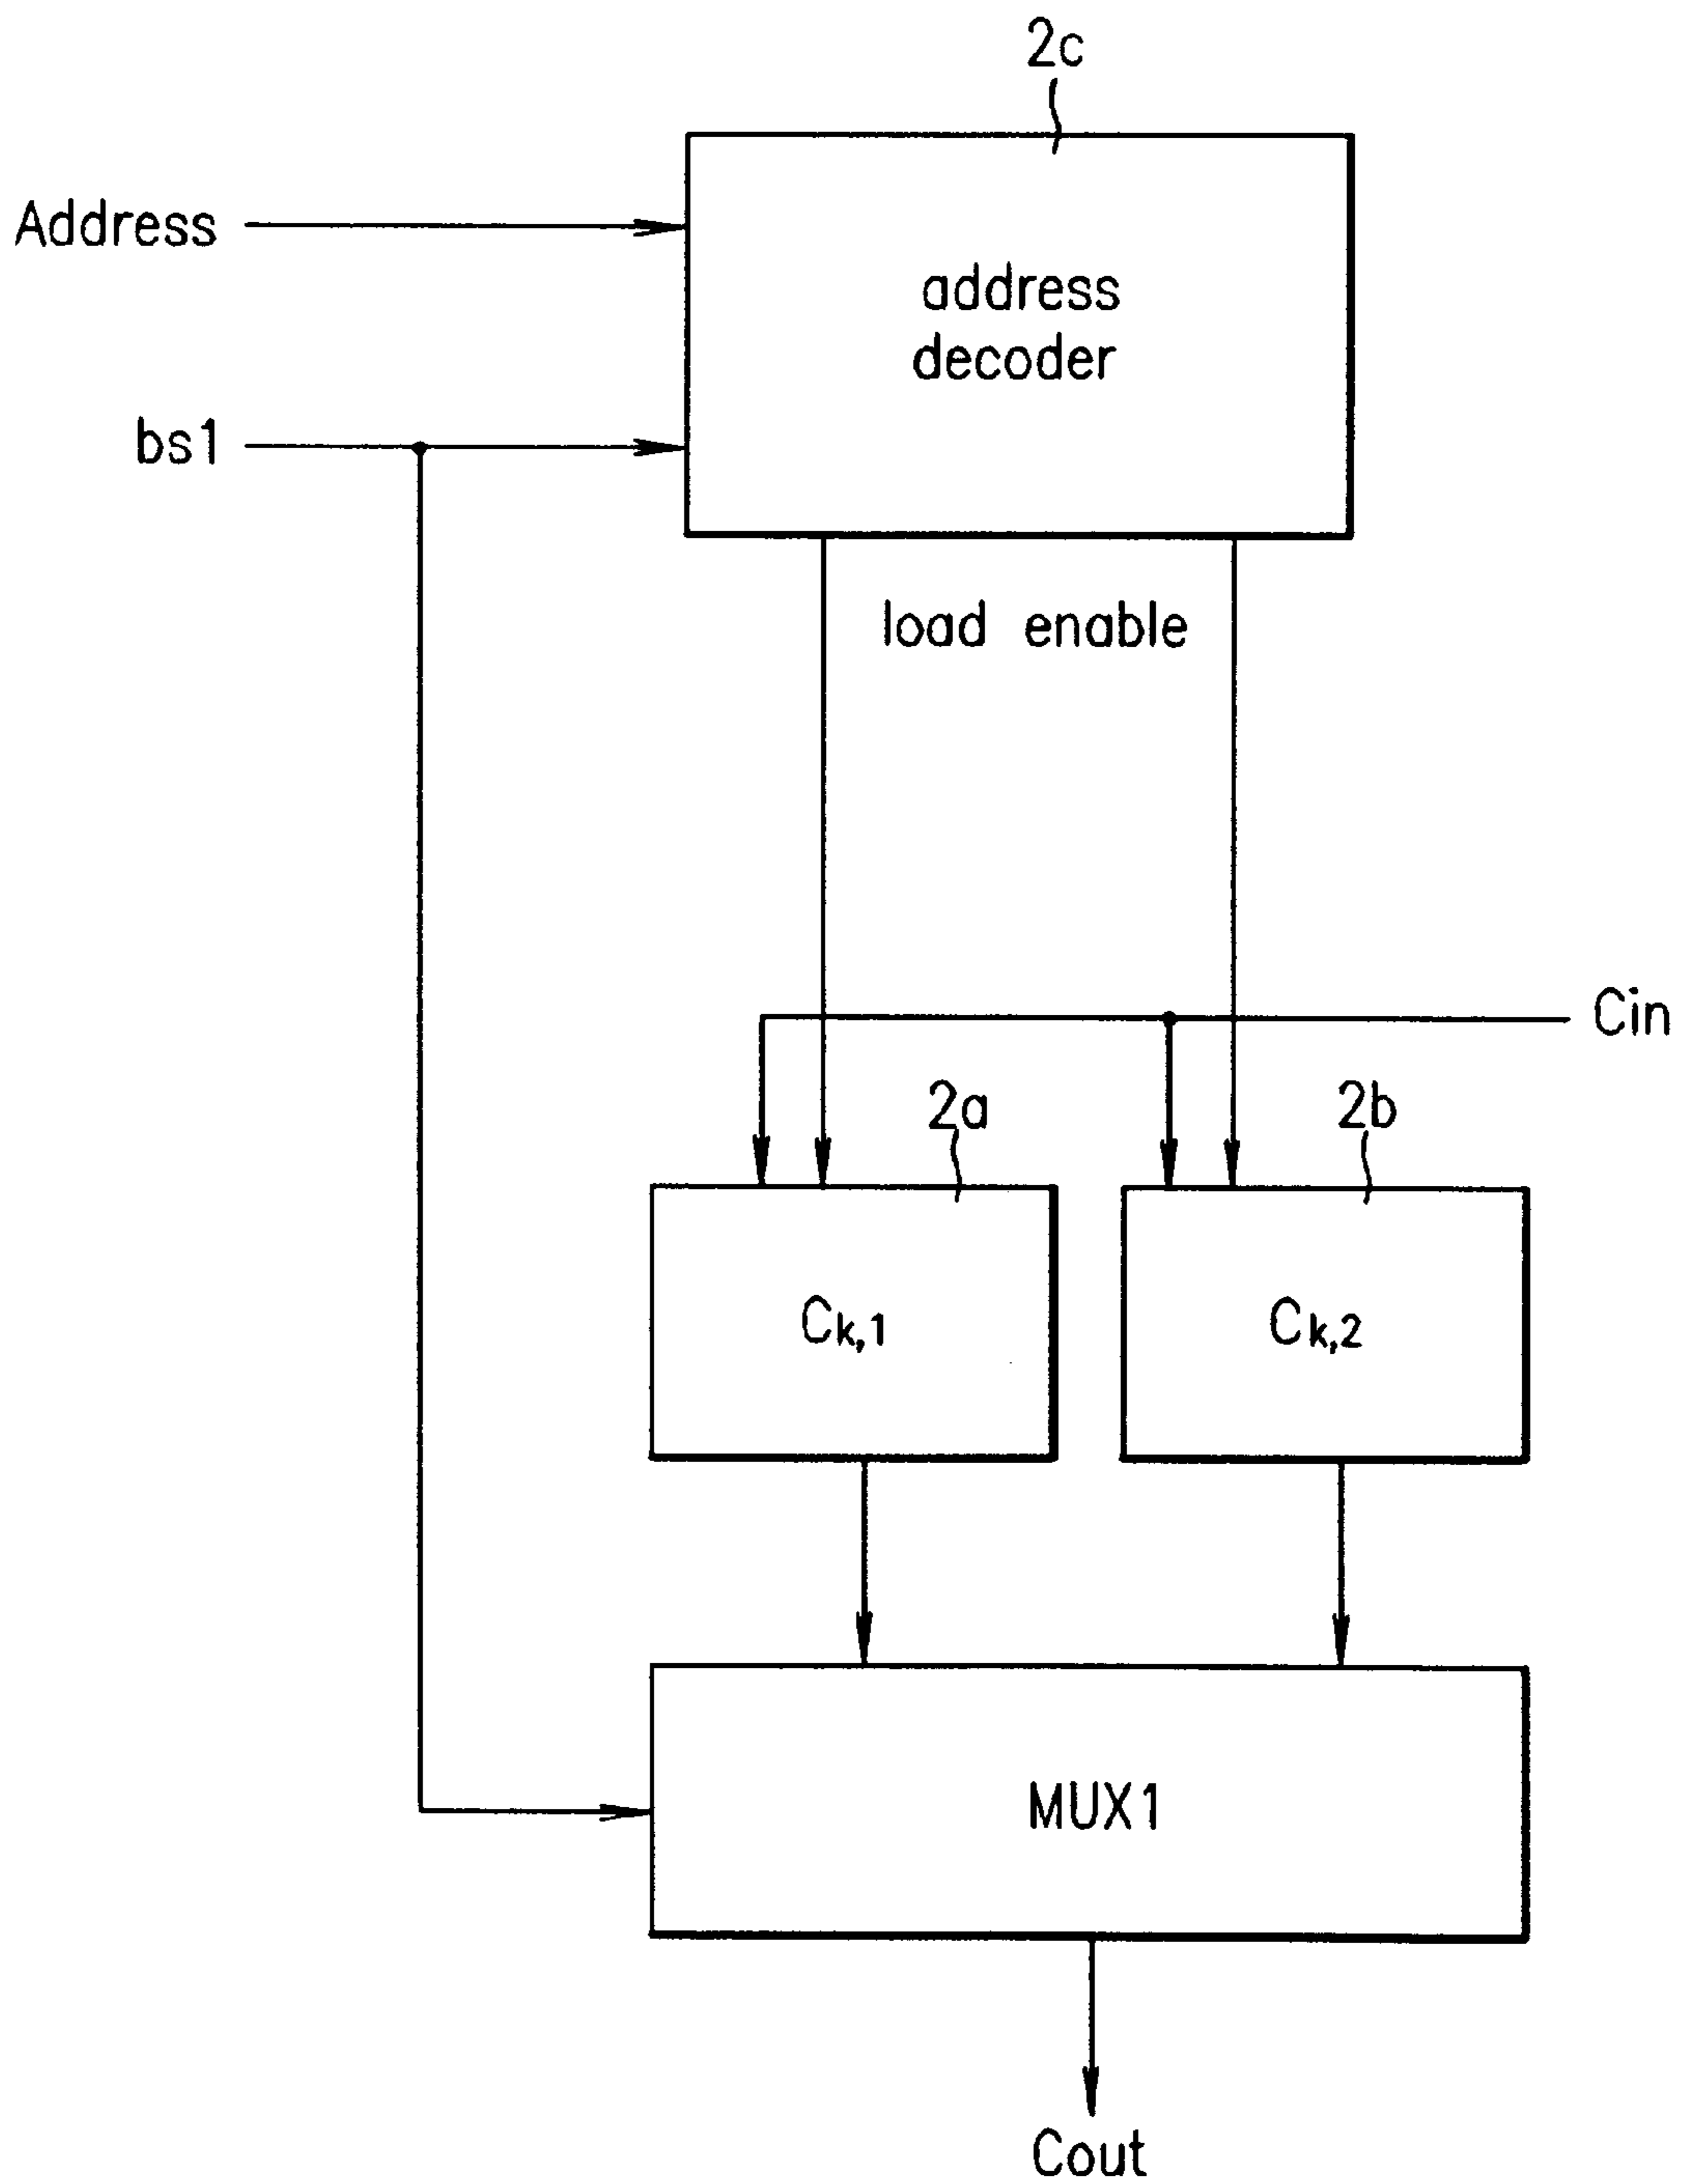 2c
Address
address
decoder
bs1
load enable
Cin
2a
2b
Ck,1
Ck,2
MUX1
Cout